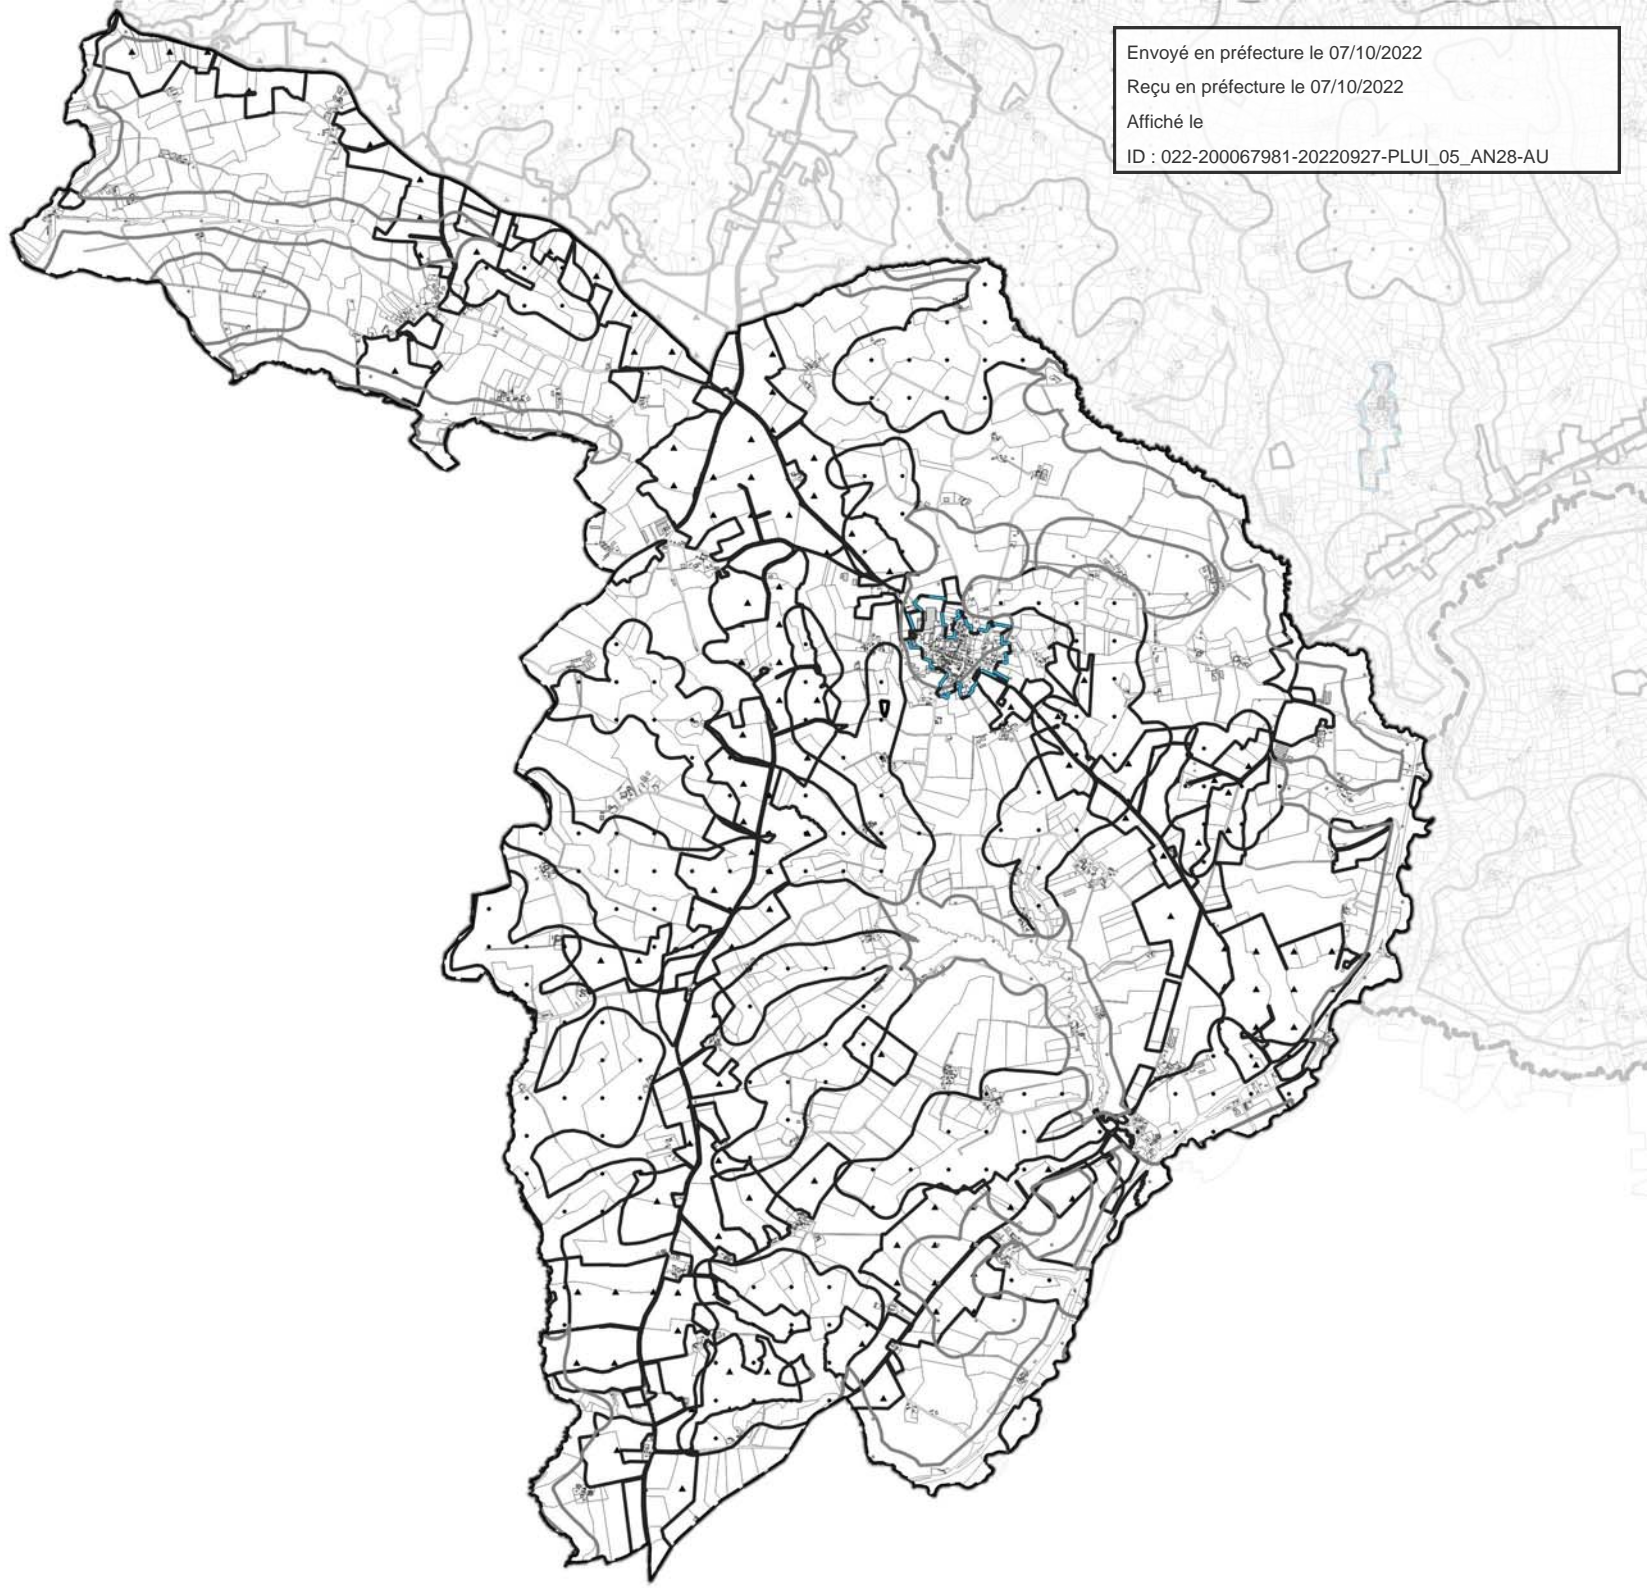 Envoyé en préfecture le 07/10/2022
Reçu en préfecture le 07/10/2022
Affiché le
ID : 022-200067981-20220927-PLUI_05_AN28-AU